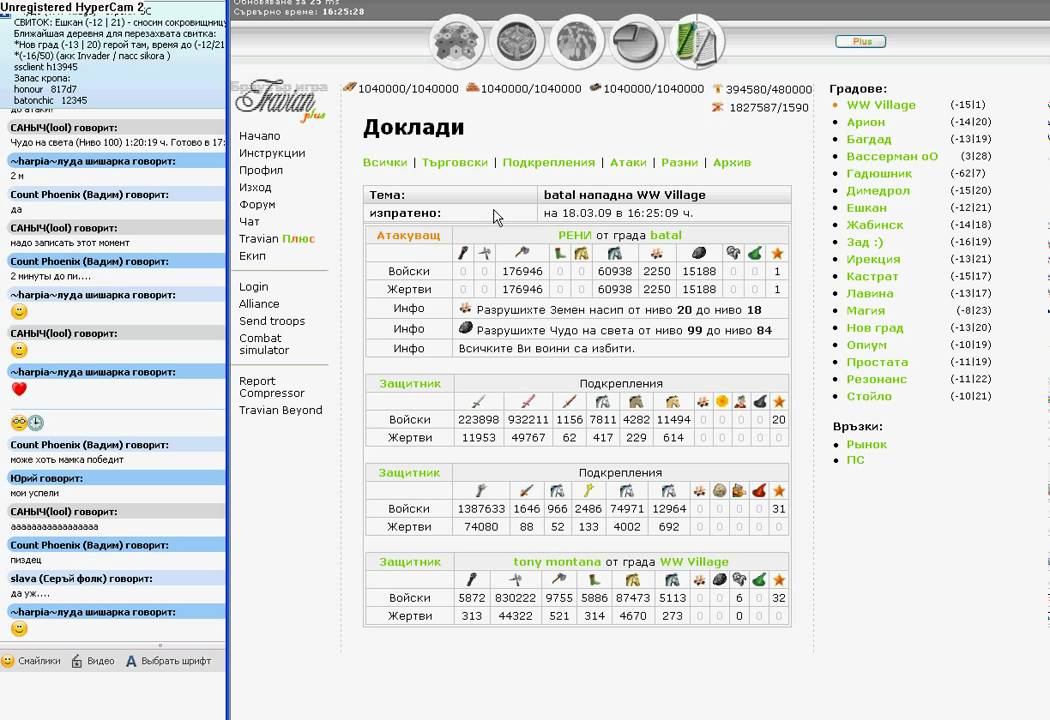 Unregistered HyperCam 2
СВИТОК: Ешкан (-12 | 21) - сносим сокровищницу
Ближайшая деревня для перезахвата свитка:
*Нов град (-13 | 20) герой там, время до (-12/21
*(-16/50) (акк Invader / пасс sikora )
ssclient h13945
Запас кропа:
honour 817d7
batonchic 12345
до атаки!
САНЫЧ(lool) говорит:
Чудо на света (Ниво 100) 1:20:19 ч. Готово в 17:
~harpia~луда шишарка говорит:
2 м
Count Phoenix (Вадим) говорит:
да
САНЫЧ(lool) говорит:
надо записать этот момент
Count Phoenix (Вадим) говорит:
2 минуты до пи....
~harpia~луда шишарка говорит:
САНЫЧ(lool) говорит:
~harpia~луда шишарка говорит:
Count Phoenix (Вадим) говорит:
може хоть мамка победит
Юрий говорит:
мои успели
САНЫЧ(lool) говорит:
ааааааааааааааааа
Count Phoenix (Вадим) говорит:
пиздец
slava (Серъй фолк) говорит:
да уж....
~harpia~луда шишарка говорит:
Смайлики Видео Выбрать шрифт
Обновяване за 25 ms
Сървърно време: 16:25:28
Plus
Браузър игра
Travian
plus
Начало
Инструкции
Профил
Изход
Форум
Чат
Travian Плюс
Екип
Login
Alliance
Send troops
Combat
simulator
Report
Compressor
Travian Beyond
1040000/1040000 1040000/1040000 1040000/1040000 394580/480000
1827587/1590
Доклади
Всички | Търговски | Подкрепления | Атаки | Разни | Архив
Тема: batal нападна WW Village
изпратено: на 18.03.09 в 16:25:09 ч.
Атакуващ РЕНИ от града batal
Войски 0 0 176946 0 0 60938 2250 15188 0 0 1
Жертви 0 0 176946 0 0 60938 2250 15188 0 0 1
Инфо Разрушихте Земен насип от ниво 20 до ниво 18
Инфо Разрушихте Чудо на света от ниво 99 до ниво 84
Инфо Всичките Ви воини са избити.
Защитник Подкрепления
Войски 223898 932211 1156 7811 4282 11494 0 0 0 0 20
Жертви 11953 49767 62 417 229 614 0 0 0 0 0
Защитник Подкрепления
Войски 1387633 1646 966 2486 74971 12964 0 0 0 0 31
Жертви 74080 88 52 133 4002 692 0 0 0 0 0
Защитник tony montana от града WW Village
Войски 5872 830222 9755 5886 87473 5113 0 0 6 0 32
Жертви 313 44322 521 314 4670 273 0 0 0 0 0
Градове:
WW Village (-15|1)
Арион (-14|20)
Багдад (-13|19)
Вассерман оО (3|28)
Гадюшник (-62|7)
Димедрол (-15|20)
Ешкан (-12|21)
Жабинск (-14|18)
Зад :) (-16|19)
Ирекция (-13|21)
Кастрат (-15|17)
Лавина (-13|17)
Магия (-8|23)
Нов град (-13|20)
Опиум (-10|19)
Простата (-11|19)
Резонанс (-11|22)
Стойло (-10|21)
Връзки:
Рынок
ПС